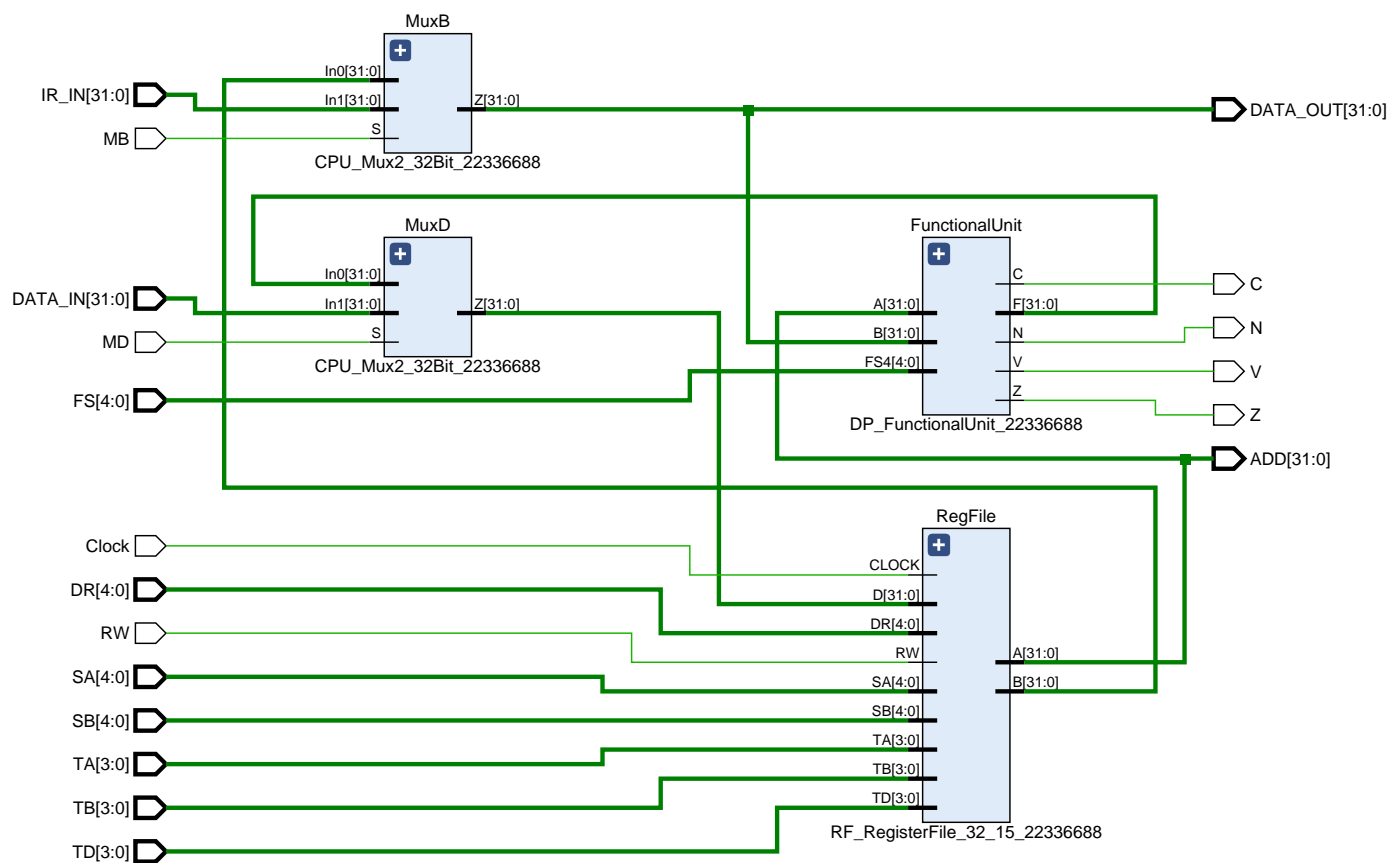 MuxB
In0[31:0]
IR_IN[31:0]
In1[31:0]
Z[31:0]
DATA_OUT[31:0]
S
MB
CPU_Mux2_32Bit_22336688
MuxD
FunctionalUnit
In0[31:0]
C
C
DATA_IN[31:0]
In1[31:0]
Z[31:0]
A[31:0]
F[31:0]
N
S
MD
B[31:0]
N
CPU_Mux2_32Bit_22336688
FS4[4:0]
V
V
FS[4:0]
Z
Z
DP_FunctionalUnit_22336688
ADD[31:0]
RegFile
Clock
CLOCK
DR[4:0]
D[31:0]
DR[4:0]
RW
RW
A[31:0]
SA[4:0]
SA[4:0]
B[31:0]
SB[4:0]
SB[4:0]
TA[3:0]
TA[3:0]
TB[3:0]
TB[3:0]
TD[3:0]
RF_RegisterFile_32_15_22336688
TD[3:0]